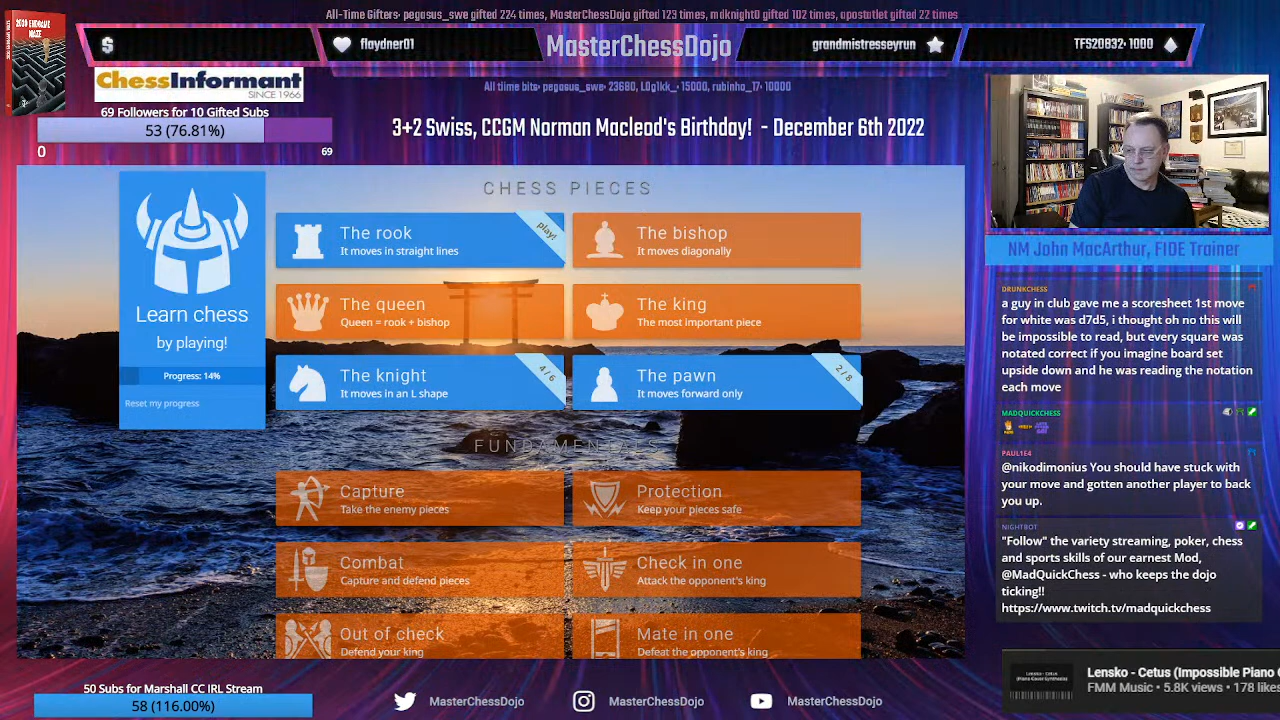 All-Time Gifters• pegasus_swe gifted 224 times, MasterChessDojo gifted 123 times, mdknight0 gifted 102 times, apostatlet gifted 22 times
$
flaydner01
MasterChessDojo
grandmistresseyrun
TFS20832• 1000
All tiime bits• pegasus_swe• 23680, L0g1kk_• 15000, rubinho_17• 10000
ChessInformant
SINCE 1966
69 Followers for 10 Gifted Subs
53 (76.81%)
0
69
3+2 Swiss, CCGM Norman Macleod's Birthday! - December 6th 2022
CHESS PIECES
Learn chess
by playing!
Progress: 14%
Reset my progress
The rook
It moves in straight lines
play!
The bishop
It moves diagonally
The queen
Queen = rook + bishop
The king
The most important piece
The knight
It moves in an L shape
4/6
The pawn
It moves forward only
2/8
FUNDAMENTALS
Capture
Take the enemy pieces
Protection
Keep your pieces safe
Combat
Capture and defend pieces
Check in one
Attack the opponent's king
Out of check
Defend your king
Mate in one
Defeat the opponent's king
NM John MacArthur, FIDE Trainer
DRUNKCHESS
a guy in club gave me a scoresheet 1st move
for white was d7d5, i thought oh no this will
be impossible to read, but every square was
notated correct if you imagine board set
upside down and he was reading the notation
each move
MADQUICKCHESS
PAUL1E4
@nikodimonius You should have stuck with
your move and gotten another player to back
you up.
NIGHTBOT
"Follow" the variety streaming, poker, chess
and sports skills of our earnest Mod,
@MadQuickChess - who keeps the dojo
ticking!!
https://www.twitch.tv/madquickchess
50 Subs for Marshall CC IRL Stream
58 (116.00%)
MasterChessDojo
MasterChessDojo
MasterChessDojo
Lensko - Cetus (Impossible Piano
FMM Music • 5.8K views • 178 likes